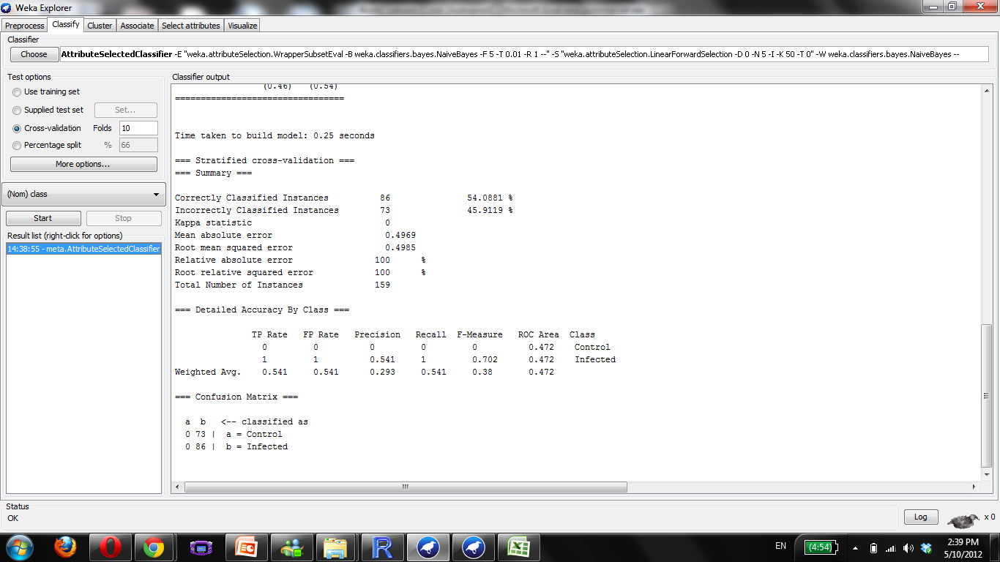 Weka Explorer
Preprocess Classify Cluster Associate Select attributes Visualize
Classifier
Choose AttributeSelectedClassifier -E "weka.attributeSelection.WrapperSubsetEval -B weka.classifiers.bayes.NaiveBayes -F 5 -T 0.01 -R 1 --" -S "weka.attributeSelection.LinearForwardSelection -D 0 -N 5 -I -K 50 -T 0" -W weka.classifiers.bayes.NaiveBayes --
Test options
Use training set
Supplied test set Set...
Cross-validation Folds 10
Percentage split % 66
More options...
(Nom) class
Start Stop
Result list (right-click for options)
14:38:55 - meta.AttributeSelectedClassifier
Classifier output
(0.46) (0.54)
=================================
Time taken to build model: 0.25 seconds
=== Stratified cross-validation ===
=== Summary ===
Correctly Classified Instances 86 54.0881 %
Incorrectly Classified Instances 73 45.9119 %
Kappa statistic 0
Mean absolute error 0.4969
Root mean squared error 0.4985
Relative absolute error 100 %
Root relative squared error 100 %
Total Number of Instances 159
=== Detailed Accuracy By Class ===
TP Rate FP Rate Precision Recall F-Measure ROC Area Class
0 0 0 0 0 0.472 Control
1 1 0.541 1 0.702 0.472 Infected
Weighted Avg. 0.541 0.541 0.293 0.541 0.38 0.472
=== Confusion Matrix ===
a b <-- classified as
0 73 | a = Control
0 86 | b = Infected
Status
OK
Log
x 0
EN
(4:54)
2:39 PM
5/10/2012